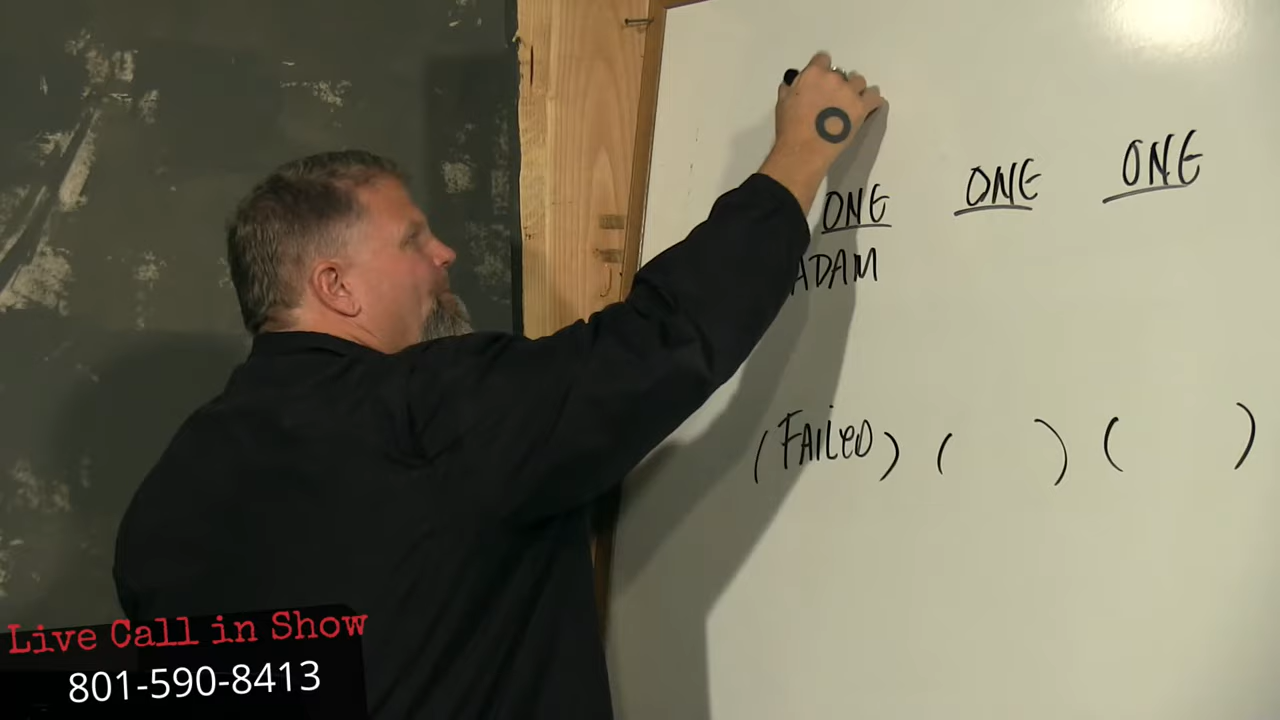 ONE ONE ONE
ADAM
(FAILED) ( ) ( )
Live Call in Show
801-590-8413